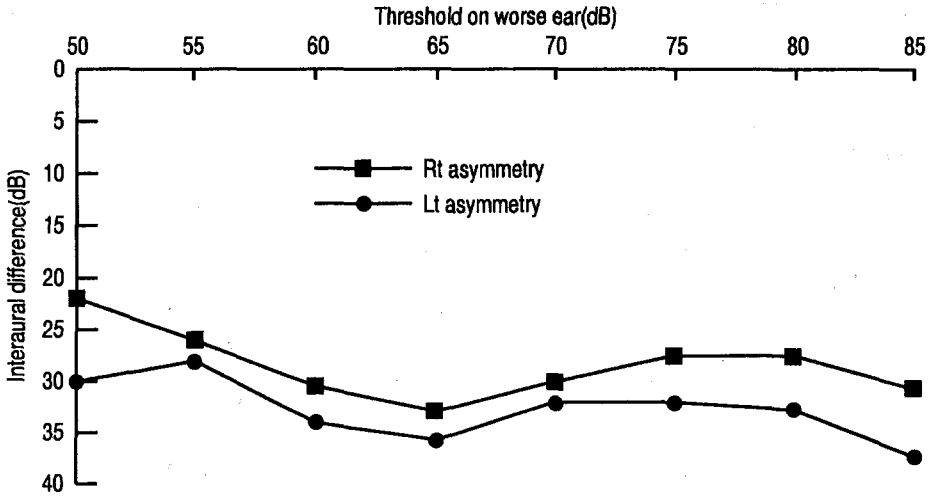 Threshold on worse ear(dB)
50 55 60 65 70 75 80 85
0
5
10
15
20
25
30
35
40
Interaural difference(dB)
Rt asymmetry
Lt asymmetry